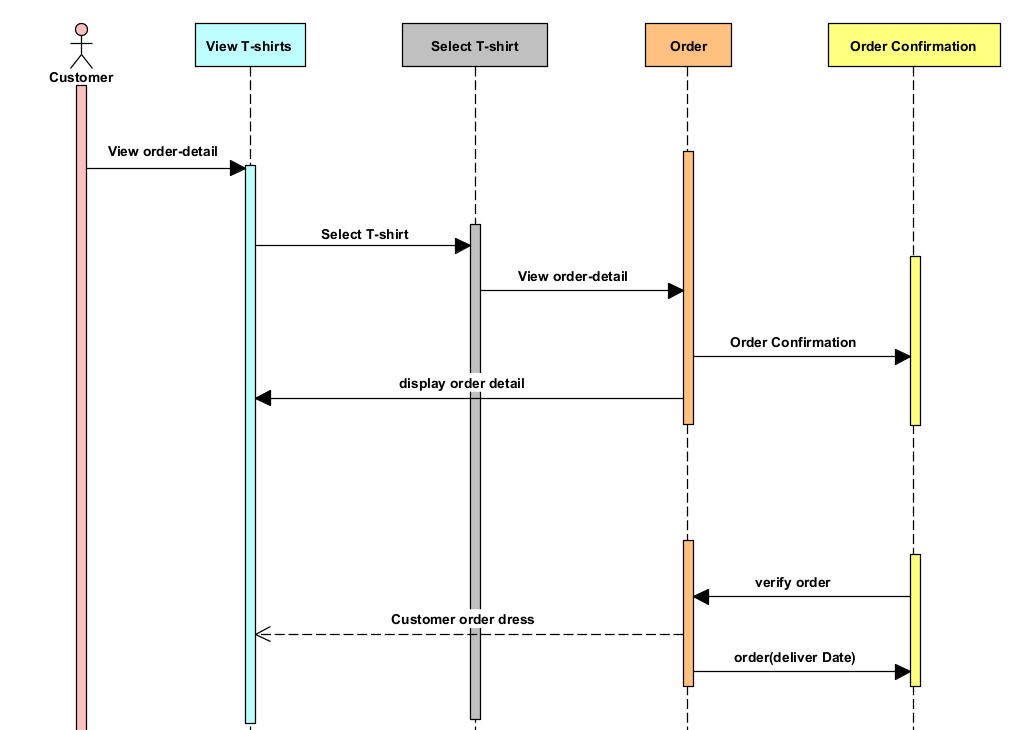 View T-shirts
Select T-shirt
Order
Order Confirmation
Customer
View order-detail
Select T-shirt
View order-detail
Order Confirmation
display order detail
verify order
Customer order dress
order(deliver Date)